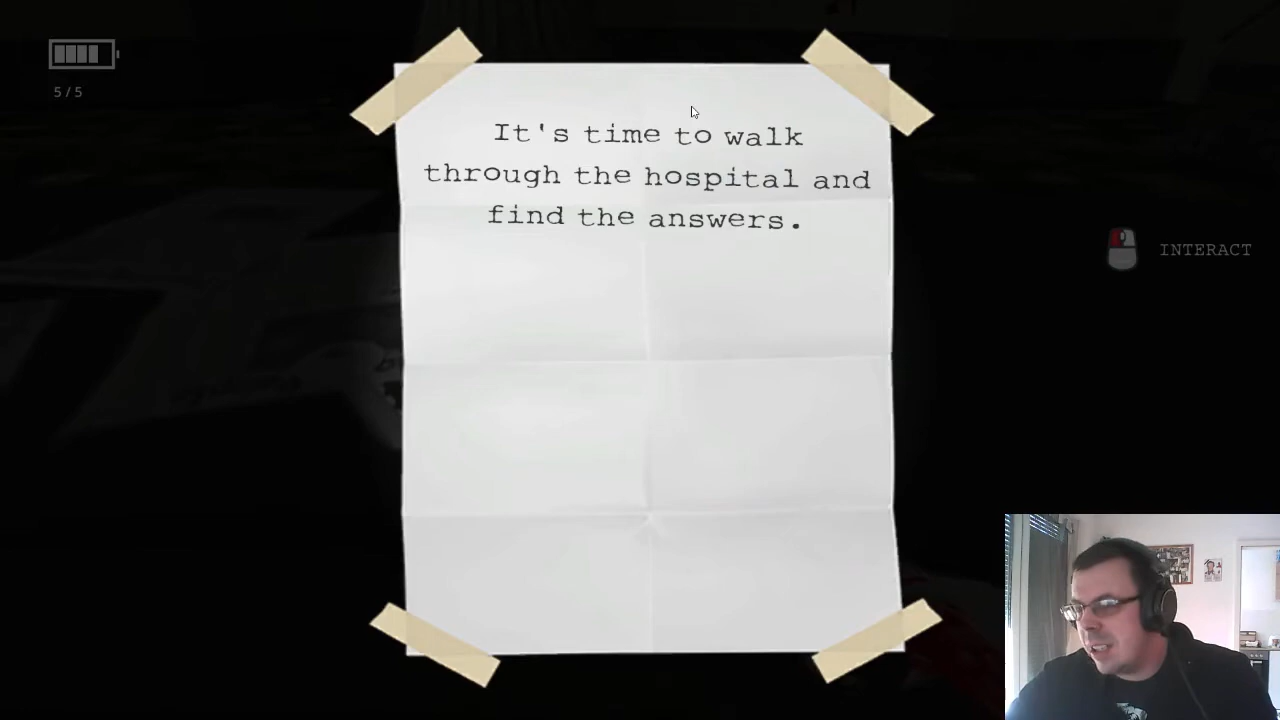 5/5
It's time to walk
through the hospital and
find the answers.
INTERACT